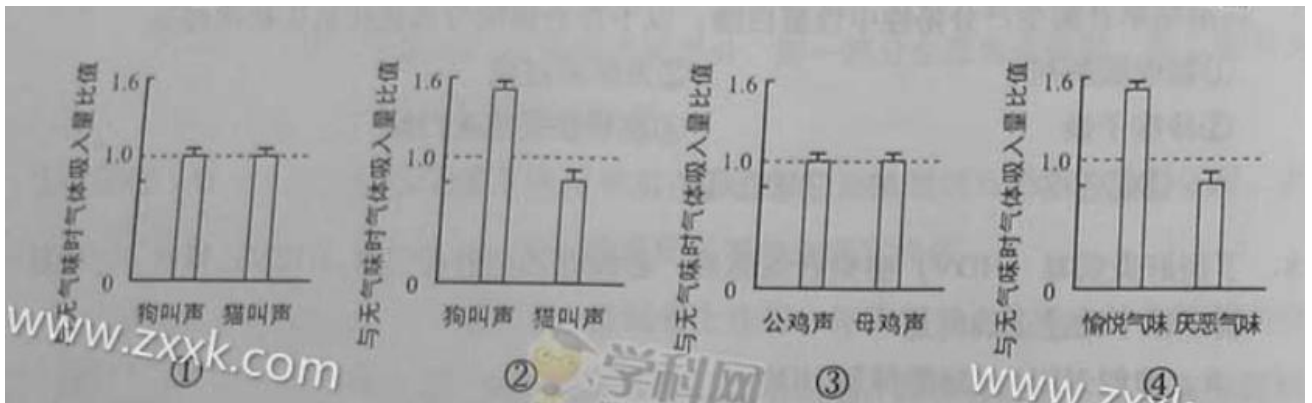 与无气味时气体吸入量比值
1.6
1.0
0
狗叫声 猫叫声
①
与无气味时气体吸入量比值
1.6
1.0
0
狗叫声 猫叫声
②
与无气味时气体吸入量比值
1.6
1.0
0
公鸡声 母鸡声
③
与无气味时气体吸入量比值
1.6
1.0
0
愉悦气味 厌恶气味
④
www.zxxk.com
学科网
www.zxxk.